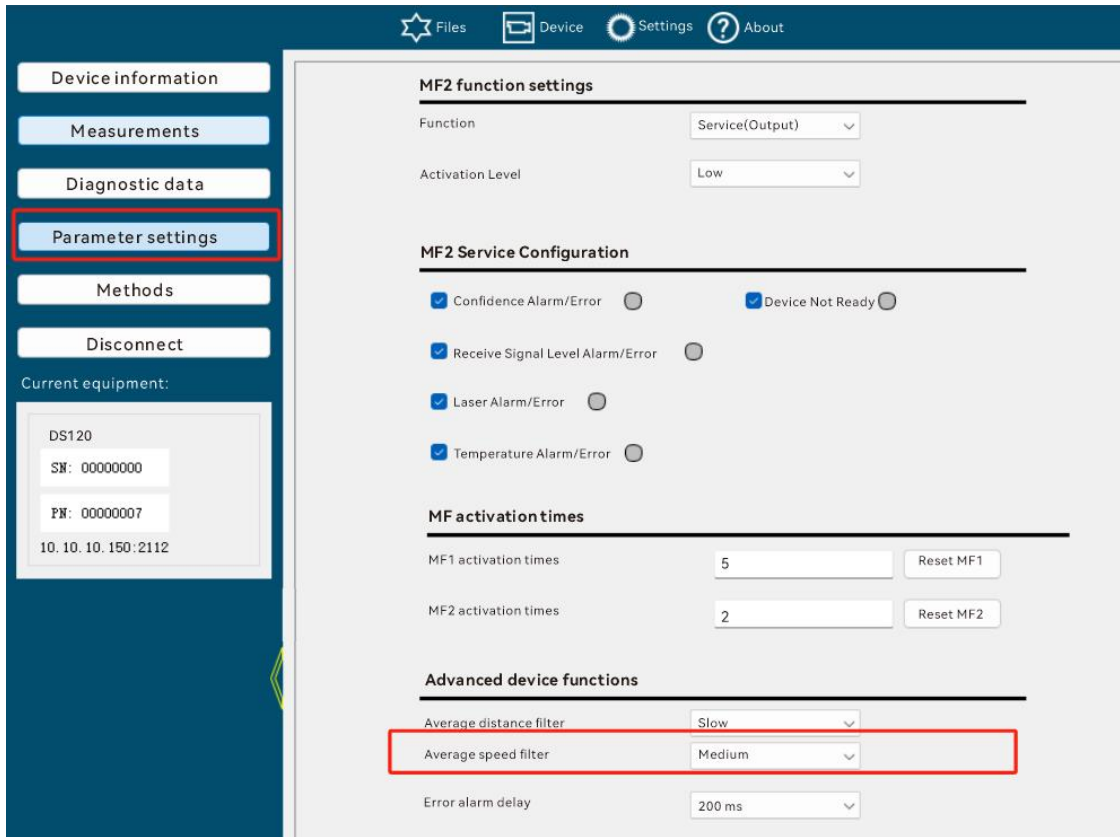 Files Device Settings About
Device information
Measurements
Diagnostic data
Parameter settings
Methods
Disconnect
Current equipment:
DS120
SN: 00000000
PN: 00000007
10.10.10.150:2112
MF2 function settings
Function Service(Output)
Activation Level Low
MF2 Service Configuration
Confidence Alarm/Error Device Not Ready
Receive Signal Level Alarm/Error
Laser Alarm/Error
Temperature Alarm/Error
MF activation times
MF1 activation times 5 Reset MF1
MF2 activation times 2 Reset MF2
Advanced device functions
Average distance filter Slow
Average speed filter Medium
Error alarm delay 200 ms